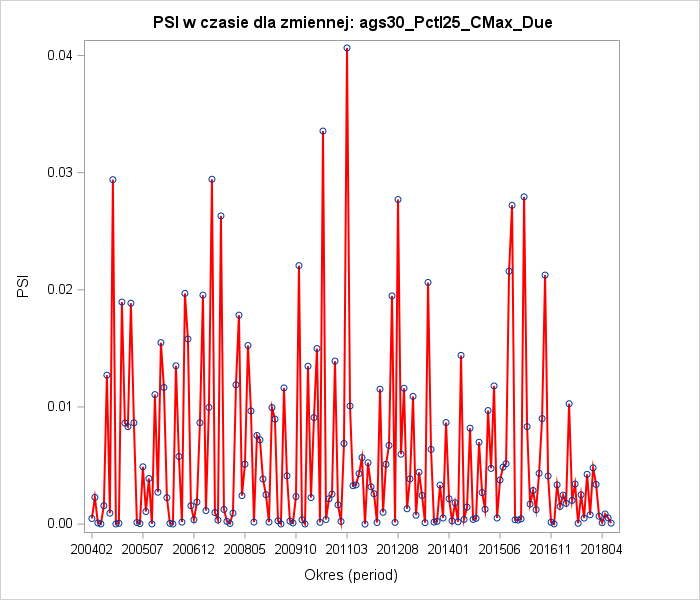 PSI w czasie dla zmiennej: ags30_Pctl25_CMax_Due
0.04
0.03
0.02
0.01
0.00
PSI
200402 200507 200612 200805 200910 201103 201208 201401 201506 201611 201804
Okres (period)